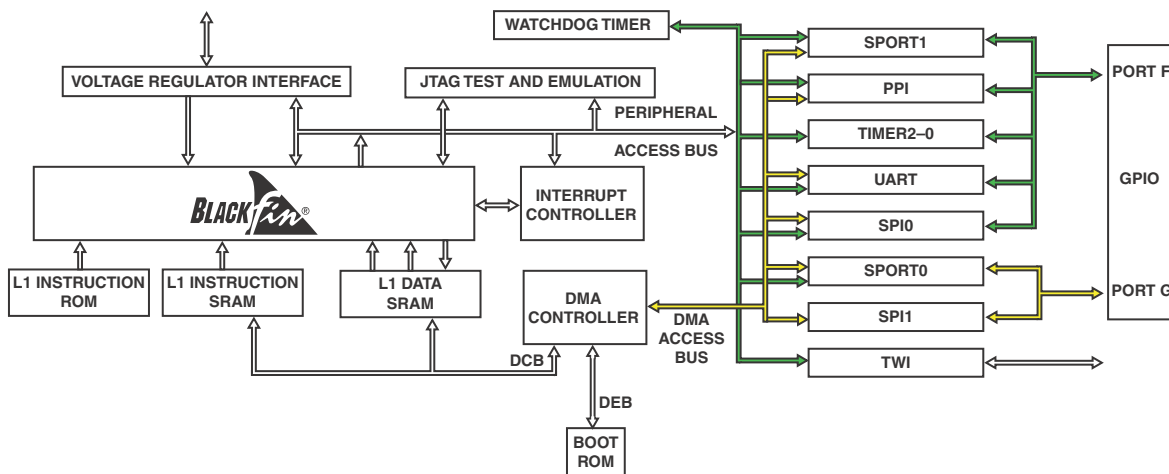 WATCHDOG TIMER
VOLTAGE REGULATOR INTERFACE
JTAG TEST AND EMULATION
PERIPHERAL
ACCESS BUS
BLACKfin®
INTERRUPT
CONTROLLER
L1 INSTRUCTION
ROM
L1 INSTRUCTION
SRAM
L1 DATA
SRAM
DMA
CONTROLLER
DMA
ACCESS
BUS
DCB
DEB
BOOT
ROM
SPORT1
PPI
TIMER2–0
UART
SPI0
SPORT0
SPI1
TWI
PORT F
GPIO
PORT G